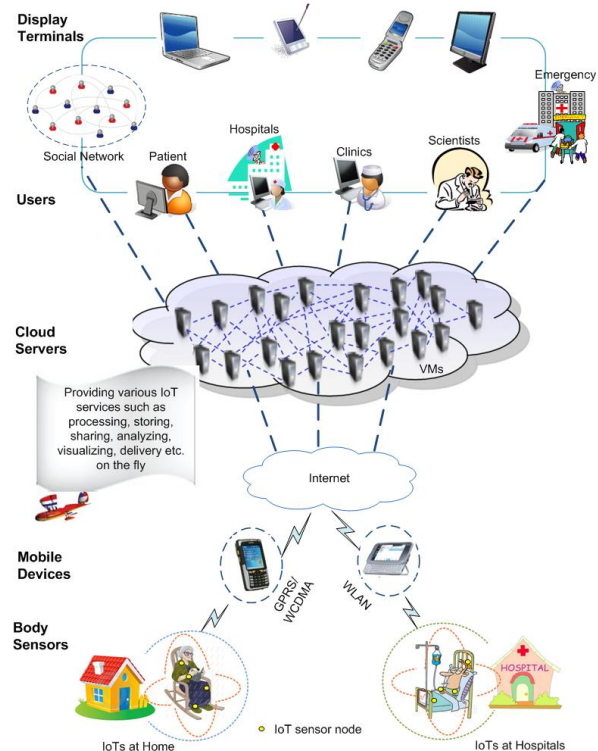 Display
Terminals
Emergency
Social Network
Patient
Hospitals
Clinics
Scientists
Users
Cloud
Servers
VMs
Providing various IoT
services such as
processing, storing,
sharing, analyzing,
visualizing, delivery etc.
on the fly
Internet
Mobile
Devices
GPRS/
WCDMA
WLAN
Body
Sensors
HOSPITAL
IoT sensor node
IoTs at Home
IoTs at Hospitals